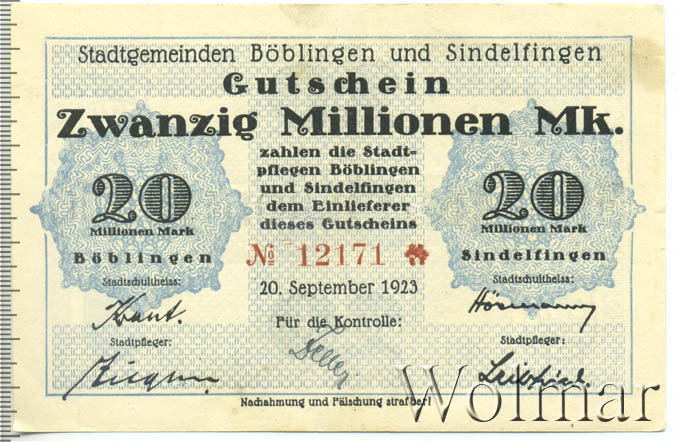 Stadtgemeinden Böblingen und Sindelfingen
Gutschein
Zwanzig Millionen Mk.
zahlen die Stadt-
pflegen Böblingen
und Sindelfingen
dem Einlieferer
dieses Gutscheins
20
Millionen Mark
Böblingen
20
Millionen Mark
Sindelfingen
№ 12171
20. September 1923
Stadtschultheiss:
Stadtschultheiss:
Für die Kontrolle:
Stadtpfleger:
Stadtpfleger:
Nachahmung und Fälschung strafbar!
Wolmar